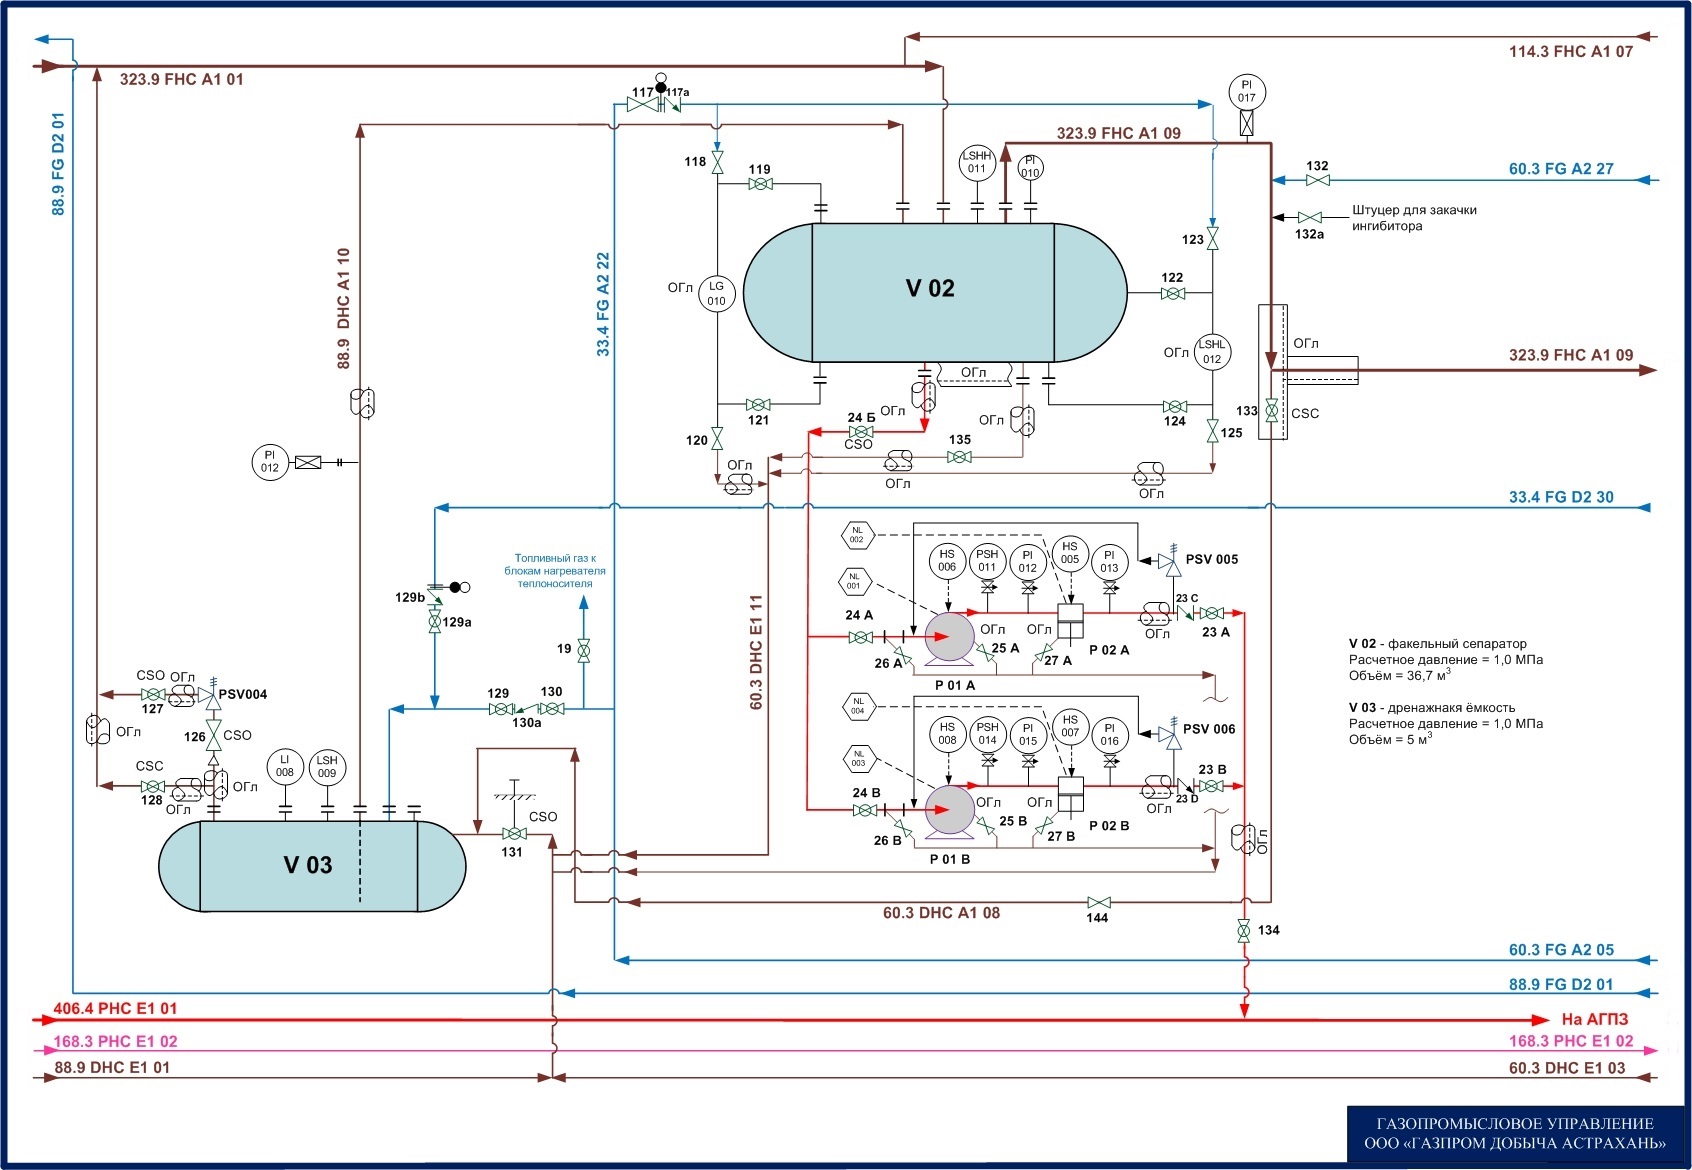 114.3 FHC A1 07
323.9 FHC A1 01
88.9 FG D2 01
117
117a
PI
017
323.9 FHC A1 09
LSHH
011
PI
010
118
119
132
60.3 FG A2 27
Штуцер для закачки
ингибитора
132a
123
122
88.9 DHC A1 10
33.4 FG A2 22
ОГл
LG
010
V 02
ОГл
LSHL
012
ОГл
323.9 FHC A1 09
ОГл
ОГл
ОГл
24 Б
CSO
121
120
135
124
125
133
CSC
PI
012
ОГл
ОГл
ОГл
33.4 FG D2 30
Топливный газ к
блокам нагревателя
теплоносителя
129b
129a
19
NL
002
NL
001
HS
006
PSH
011
PI
012
HS
005
PI
013
PSV 005
24 A
23 C
23 A
ОГл
ОГл
ОГл
26 A
25 A
27 A
P 02 A
P 01 A
60.3 DHC E1 11
V 02 - факельный сепаратор
Расчетное давление = 1,0 МПа
Объём = 36,7 м3
V 03 - дренажнакя ёмкость
Расчетное давление = 1,0 МПа
Объём = 5 м3
CSO
ОГл
127
PSV004
129
130
130a
ОГл
126
CSO
CSC
128
ОГл
ОГл
LI
008
LSH
009
NL
004
NL
003
HS
008
PSH
014
PI
015
HS
007
PI
016
PSV 006
24 B
23 D
23 B
ОГл
ОГл
ОГл
26 B
25 B
27 B
P 02 B
P 01 B
CSO
131
V 03
ОГл
60.3 DHC A1 08
144
134
60.3 FG A2 05
88.9 FG D2 01
406.4 PHC E1 01
На АГПЗ
168.3 PHC E1 02
168.3 PHC E1 02
88.9 DHC E1 01
60.3 DHC E1 03
ГАЗОПРОМЫСЛОВОЕ УПРАВЛЕНИЕ
ООО «ГАЗПРОМ ДОБЫЧА АСТРАХАНЬ»